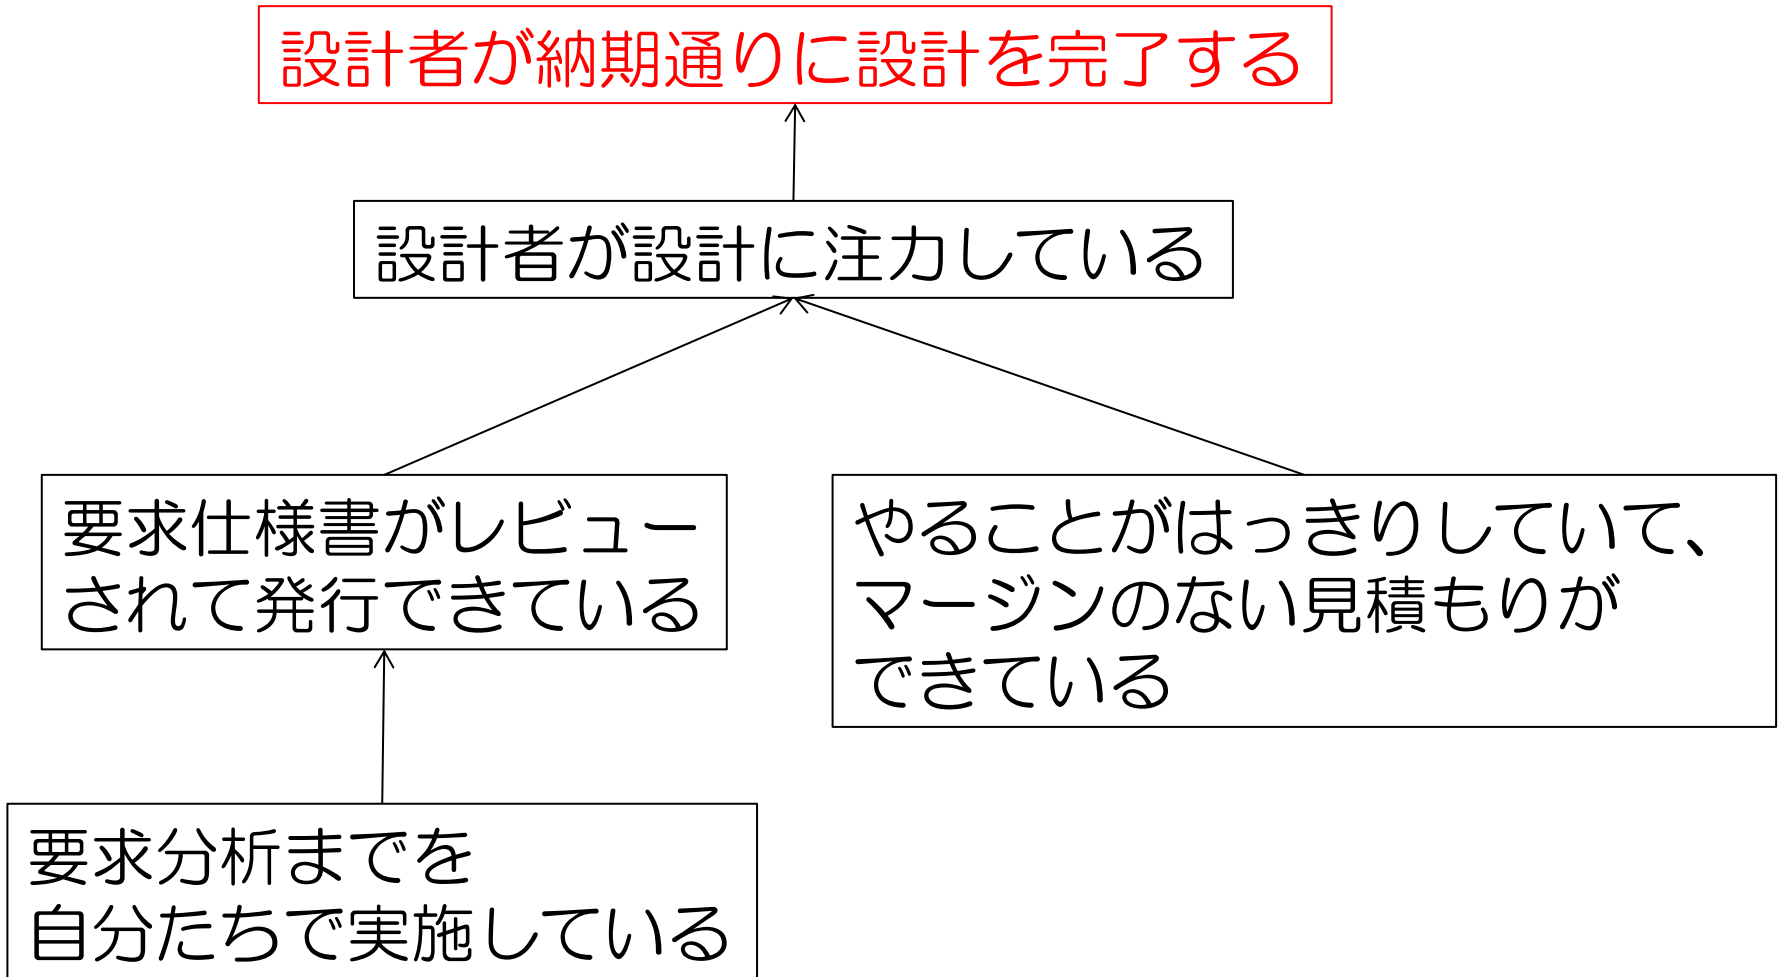 設計者が納期通りに設計を完了する
設計者が設計に注力している
要求仕様書がレビュー
されて発行できている
やることがはっきりしていて、
マージンのない見積もりが
できている
要求分析までを
自分たちで実施している